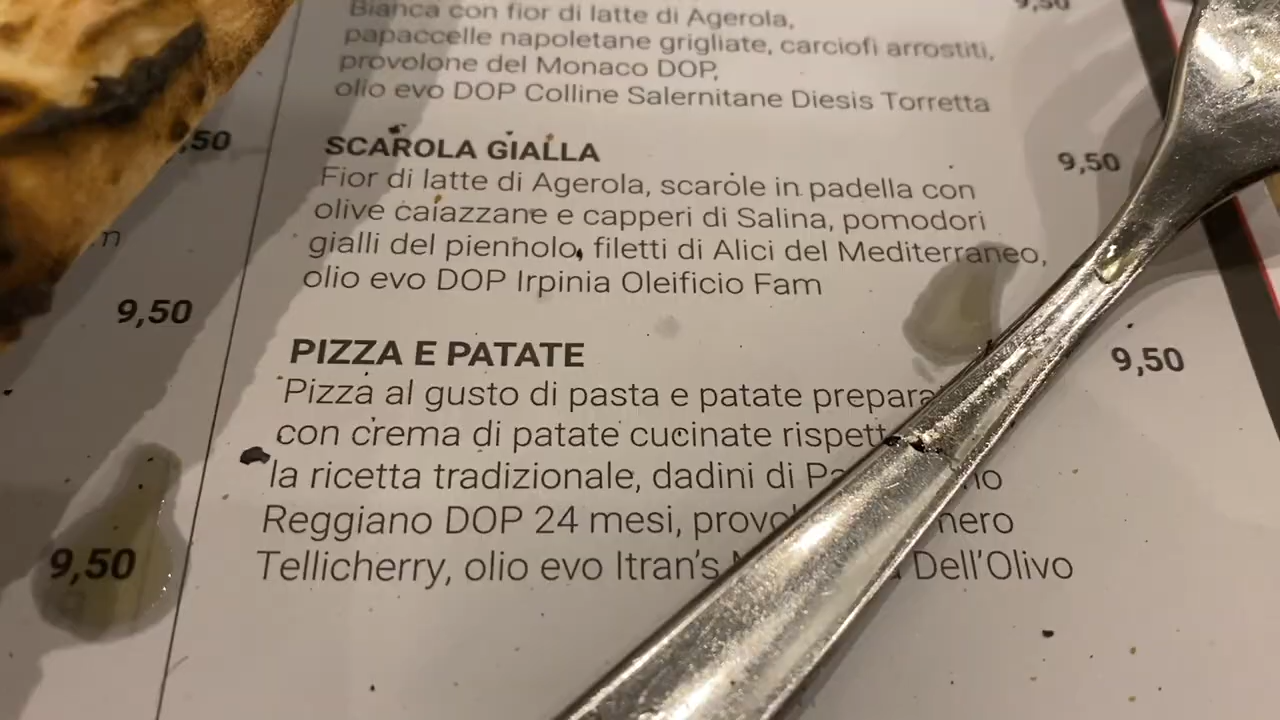 9,50
Bianca con fior di latte di Agerola,
papaccelle napoletane grigliate, carciofi arrostiti,
provolone del Monaco DOP,
olio evo DOP Colline Salernitane Diesis Torretta
,50
SCAROLA GIALLA 9,50
Fior di latte di Agerola, scarole in padella con
olive caiazzane e capperi di Salina, pomodori
gialli del piennolo, filetti di Alici del Mediterraneo,
olio evo DOP Irpinia Oleificio Fam
9,50
PIZZA E PATATE 9,50
Pizza al gusto di pasta e patate prepara
con crema di patate cucinate rispett
la ricetta tradizionale, dadini di Pa no
Reggiano DOP 24 mesi, provol nero
Tellicherry, olio evo Itran's Dell'Olivo
9,50